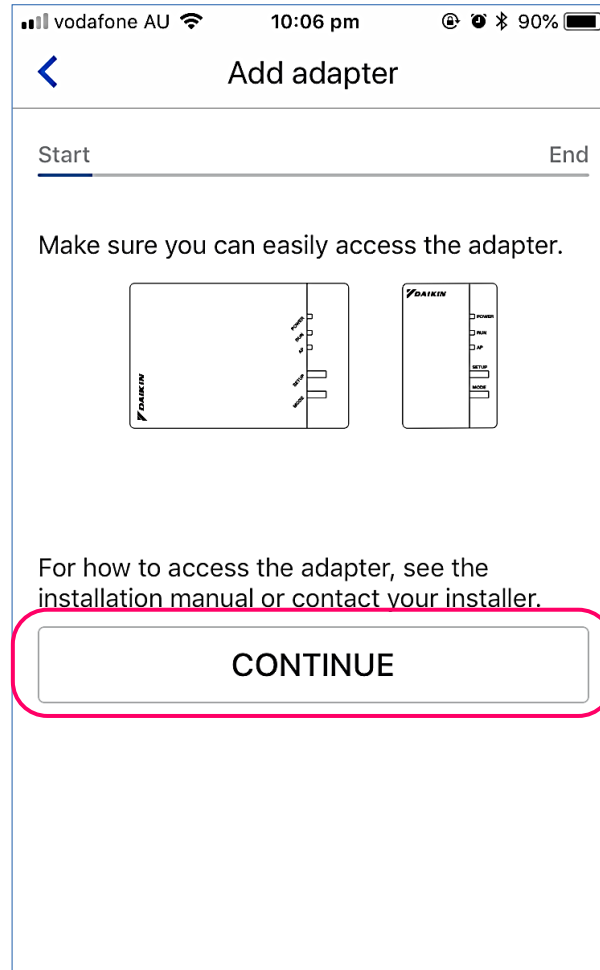 vodafone AU 10:06 pm 90%
Add adapter
Start End
Make sure you can easily access the adapter.
POWER
RUN
AP
SETUP
MODE
DAIKIN
DAIKIN
POWER
RUN
AP
SETUP
MODE
For how to access the adapter, see the
installation manual or contact your installer.
CONTINUE